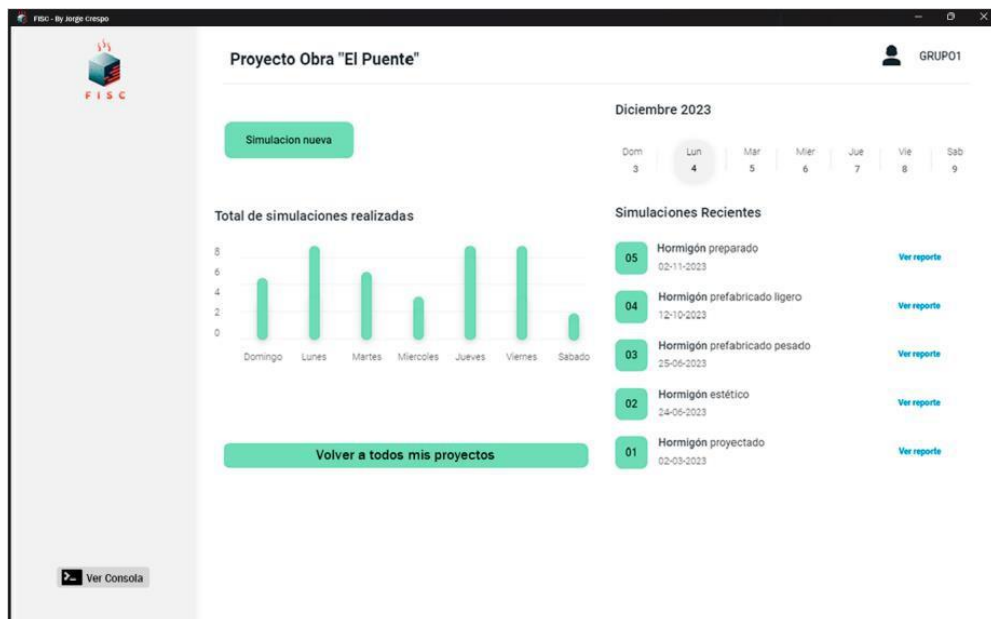 FISC - By Jorge Crespo
FISC
Proyecto Obra "El Puente"
GRUPO1
Simulacion nueva
Diciembre 2023
Dom Lun Mar Mier Jue Vie Sab
3 4 5 6 7 8 9
Total de simulaciones realizadas
8
6
4
2
0
Domingo Lunes Martes Miercoles Jueves Viernes Sabado
Volver a todos mis proyectos
Simulaciones Recientes
05 Hormigón preparado Ver reporte
02-11-2023
04 Hormigón prefabricado ligero Ver reporte
12-10-2023
03 Hormigón prefabricado pesado Ver reporte
25-06-2023
02 Hormigón estético Ver reporte
24-06-2023
01 Hormigón proyectado Ver reporte
02-03-2023
Ver Consola